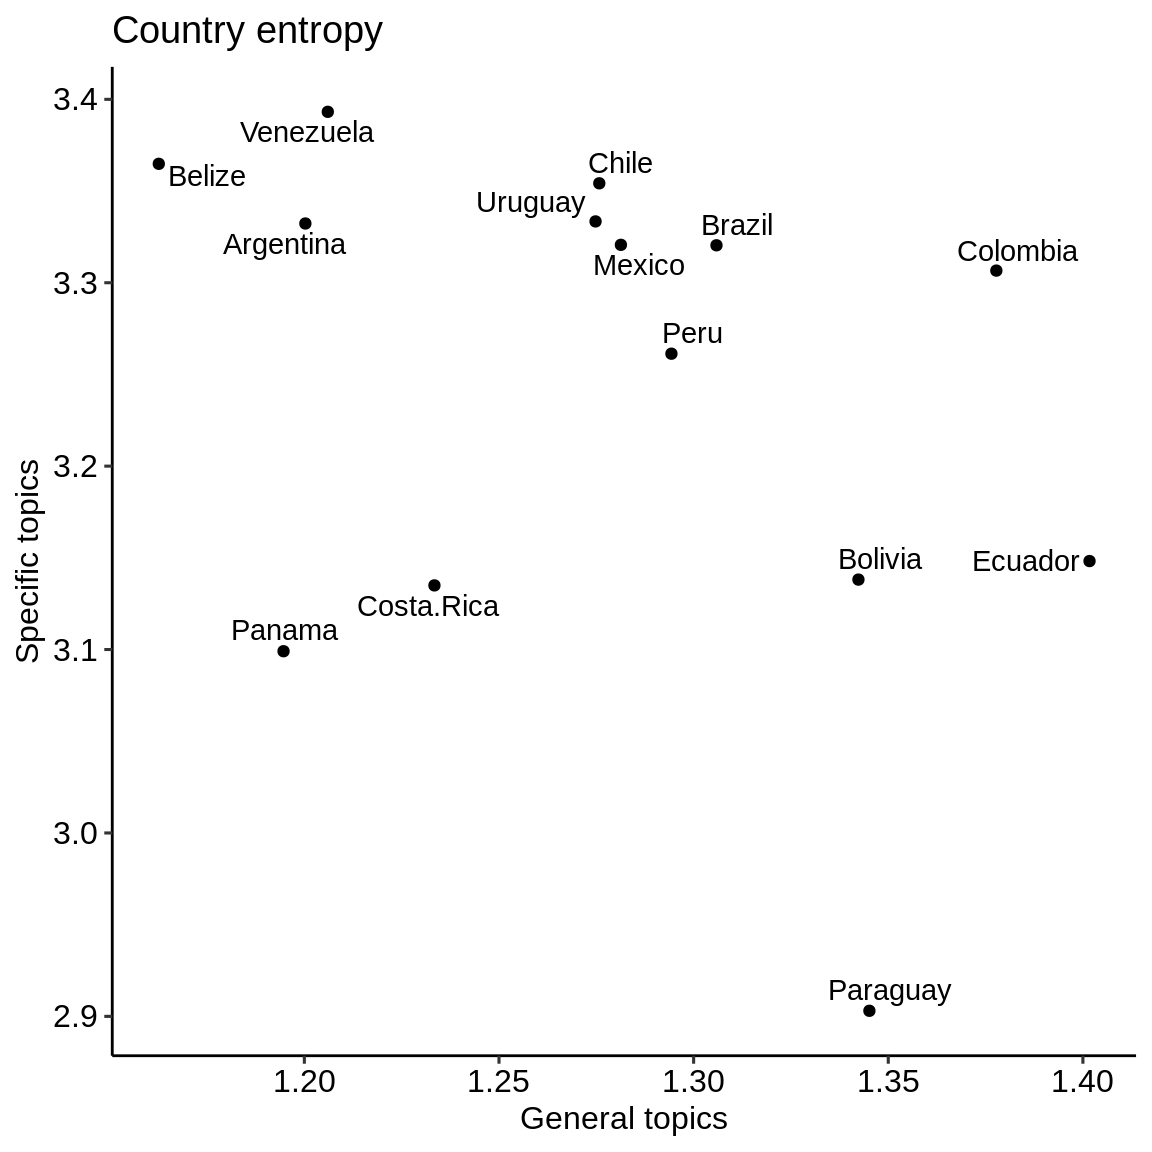 Country entropy
3.4
3.3
3.2
3.1
3.0
2.9
Specific topics
Venezuela
Belize
Chile
Uruguay
Brazil
Argentina
Mexico
Colombia
Peru
Bolivia
Ecuador
Costa.Rica
Panama
Paraguay
1.20
1.25
1.30
1.35
1.40
General topics